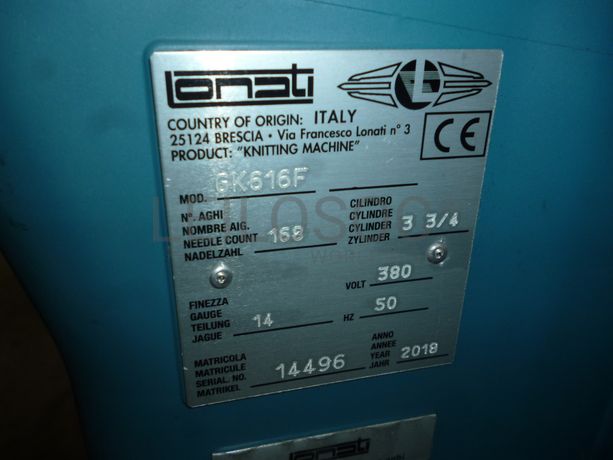 Lonati
L
COUNTRY OF ORIGIN: ITALY
25124 BRESCIA • Via Francesco Lonati n° 3
PRODUCT: "KNITTING MACHINE"
CE
MOD. GK616F
N°. AGHI
NOMBRE AIG.
NEEDLE COUNT 168
NADELZAHL
CILINDRO
CYLINDRE
CYLINDER 3 3/4
ZYLINDER
VOLT 380
FINEZZA
GAUGE
TEILUNG 14
JAGUE
HZ 50
MATRICOLA
MATRICULE
SERIAL. NO. 14496
MATRIKEL
ANNO
ANNEE
YEAR 2018
JAHR
Lonati